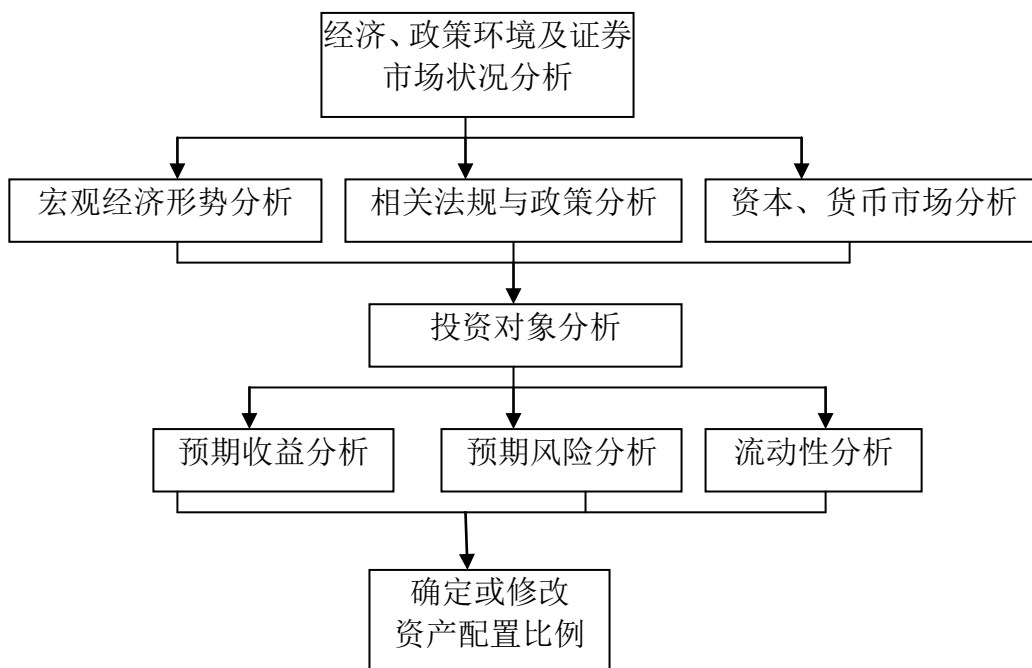 经济、政策环境及证券
市场状况分析
宏观经济形势分析
相关法规与政策分析
资本、货币市场分析
投资对象分析
预期收益分析
预期风险分析
流动性分析
确定或修改
资产配置比例